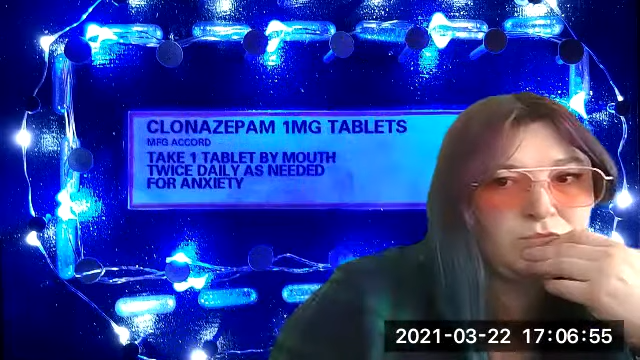 CLONAZEPAM 1MG TABLETS
MFG ACCORD
TAKE 1 TABLET BY MOUTH
TWICE DAILY AS NEEDED
FOR ANXIETY
2021-03-22 17:06:55